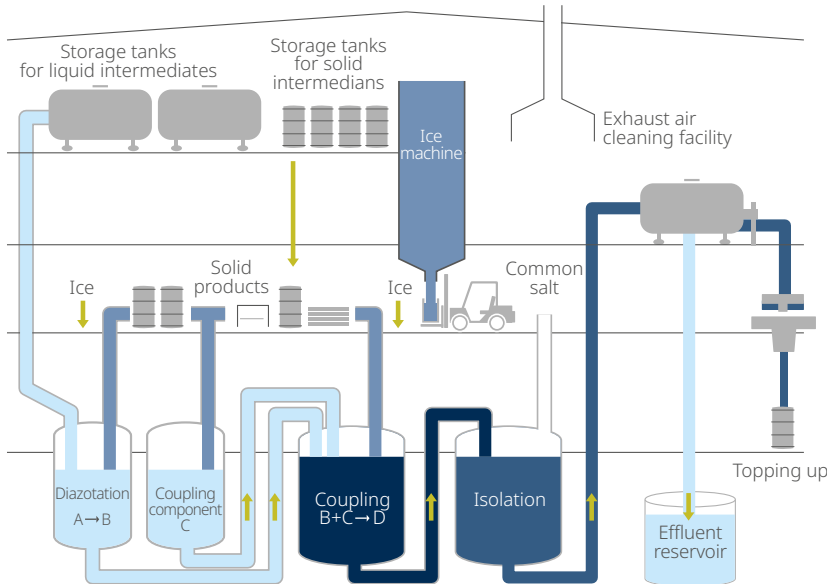 Storage tanks
for liquid intermediates
Storage tanks
for solid
intermedians
Ice
machine
Exhaust air
cleaning facility
Ice
Solid
products
Ice
Common
salt
Topping up
Diazotation
A→B
Coupling
component
C
Coupling
B+C→D
Isolation
Effluent
reservoir